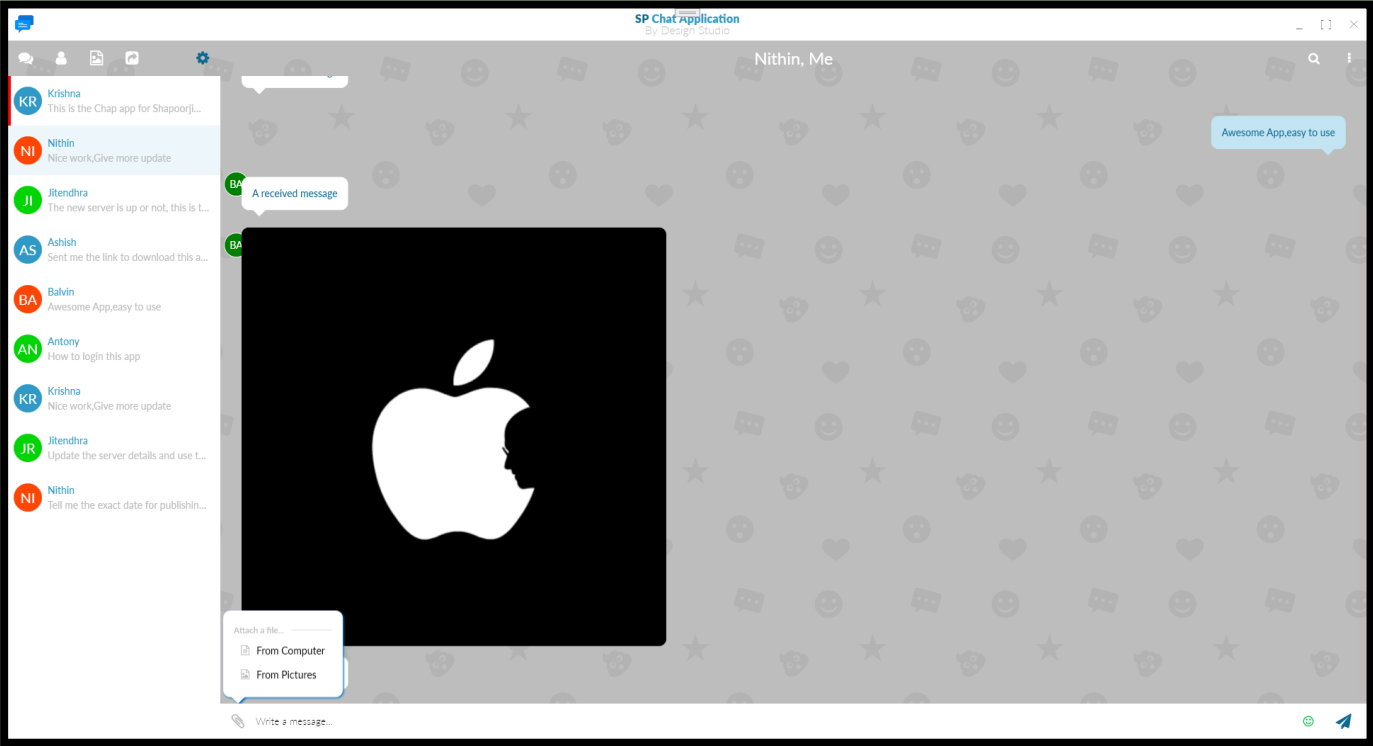 SP Chat Application
By Design Studio
Nithin, Me
KR
Krishna
This is the Chap app for Shapoorji...
NI
Nithin
Nice work,Give more update
JI
Jitendhra
The new server is up or not, this is t...
AS
Ashish
Sent me the link to download this a...
BA
Balvin
Awesome App,easy to use
AN
Antony
How to login this app
KR
Krishna
Nice work,Give more update
JR
Jitendhra
Update the server details and use t...
NI
Nithin
Tell me the exact date for publishin...
Awesome App,easy to use
BA
A received message
BA
Attach a file...
From Computer
From Pictures
Write a message...